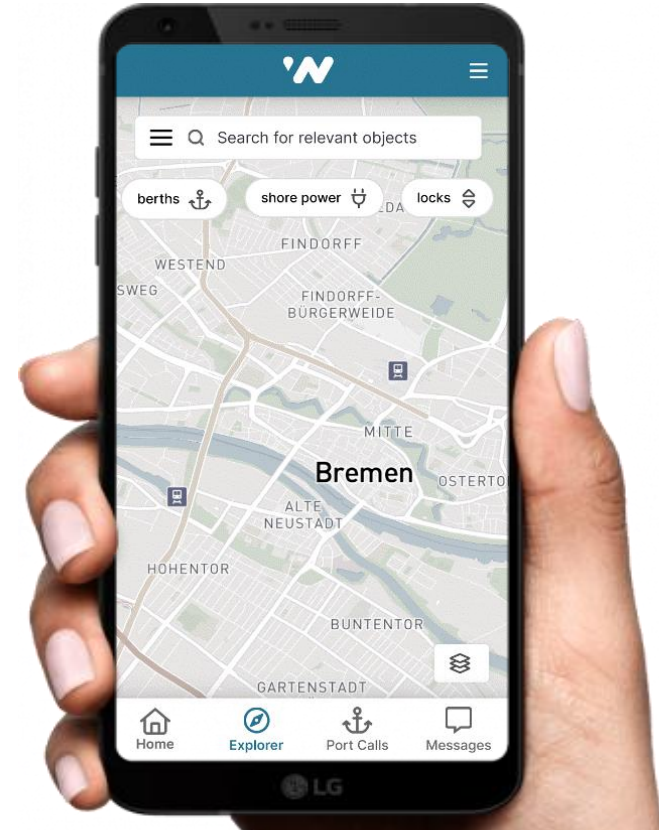 Search for relevant objects
berths
shore power
locks
FINDORFF
WESTEND
SWEG
FINDORFF-
BÜRGERWEIDE
MITTE
Bremen
OSTERTO
ALTE
NEUSTADT
HOHENTOR
BUNTENTOR
GARTENSTADT
Home
Explorer
Port Calls
Messages
LG